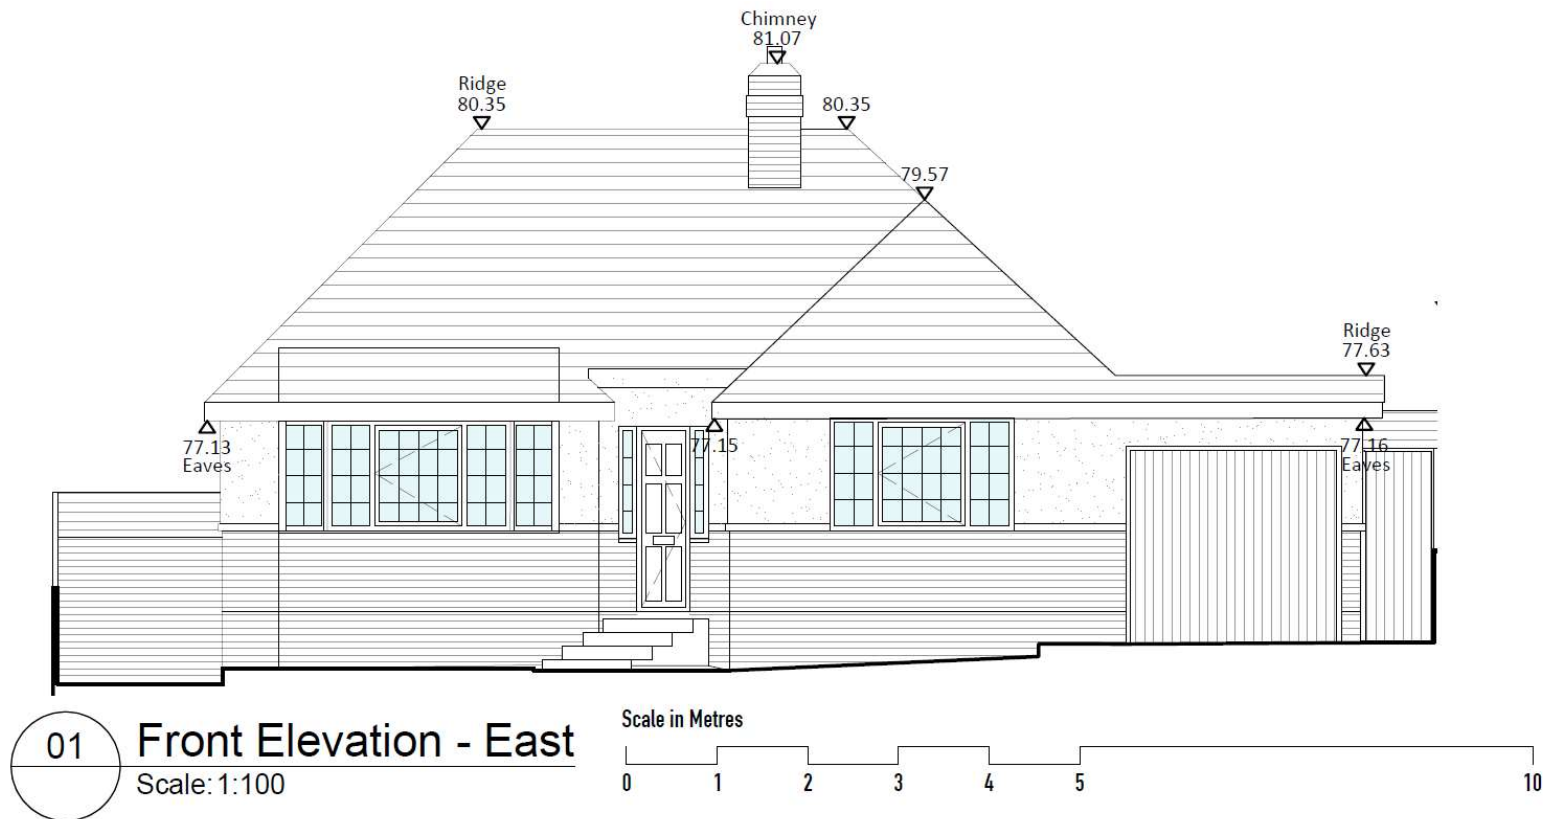 Chimney
81.07
Ridge
80.35
80.35
79.57
Ridge
77.63
77.13
Eaves
77.15
77.16
Eaves
01
Front Elevation - East
Scale: 1:100
Scale in Metres
0 1 2 3 4 5 10